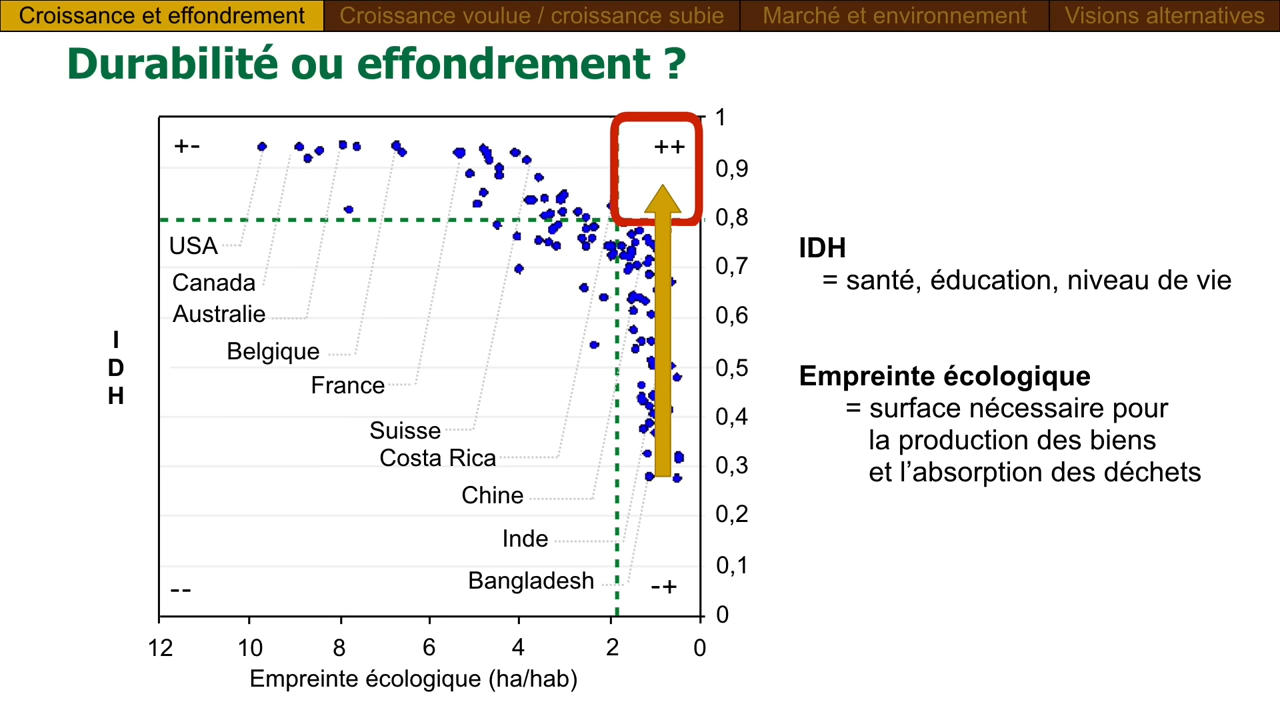 Croissance et effondrement
Croissance voulue / croissance subie
Marché et environnement
Visions alternatives
Durabilité ou effondrement ?
+-
++
1
0,9
0,8
0,7
0,6
0,5
0,4
0,3
0,2
0,1
0
USA
Canada
Australie
Belgique
France
Suisse
Costa Rica
Chine
Inde
Bangladesh
I
D
H
--
-+
12
10
8
6
4
2
0
Empreinte écologique (ha/hab)
IDH
= santé, éducation, niveau de vie
Empreinte écologique
= surface nécessaire pour
la production des biens
et l’absorption des déchets